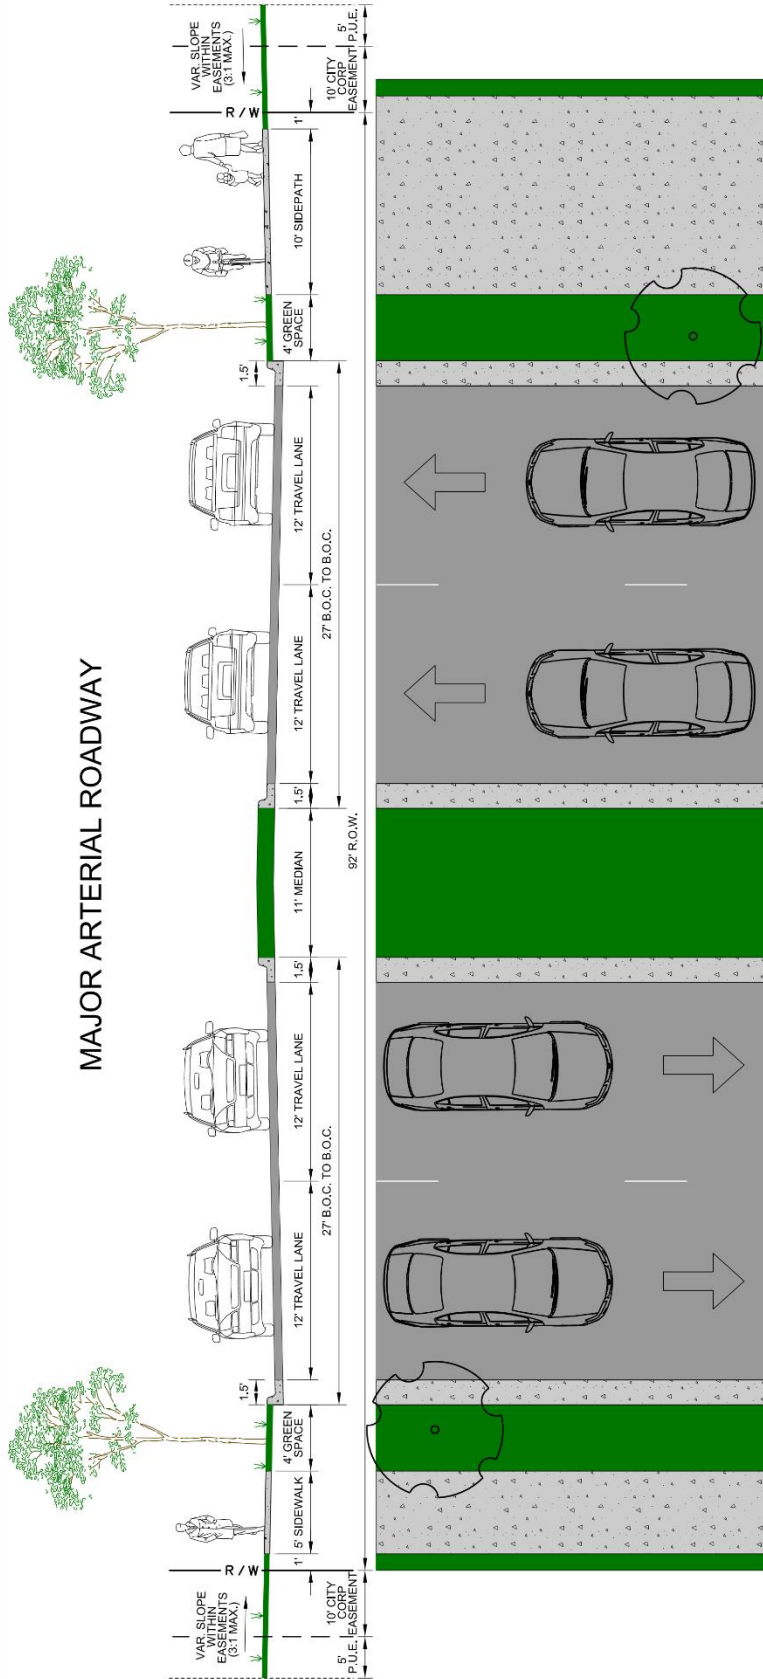 MAJOR ARTERIAL ROADWAY
VAR. SLOPE
WITHIN
EASEMENTS
(3:1 MAX.)
VAR. SLOPE
WITHIN
EASEMENTS
(3:1 MAX.)
R / W
R / W
1'
5' SIDEWALK
4' GREEN
SPACE
1.5'
12' TRAVEL LANE
12' TRAVEL LANE
1.5'
11' MEDIAN
1.5'
12' TRAVEL LANE
12' TRAVEL LANE
1.5'
4' GREEN
SPACE
10' SIDEPATH
1'
27' B.O.C. TO B.O.C.
27' B.O.C. TO B.O.C.
5'
P.U.E.
10' CITY
CORP
EASEMENT
92' R.O.W.
10' CITY
CORP
EASEMENT
5'
P.U.E.